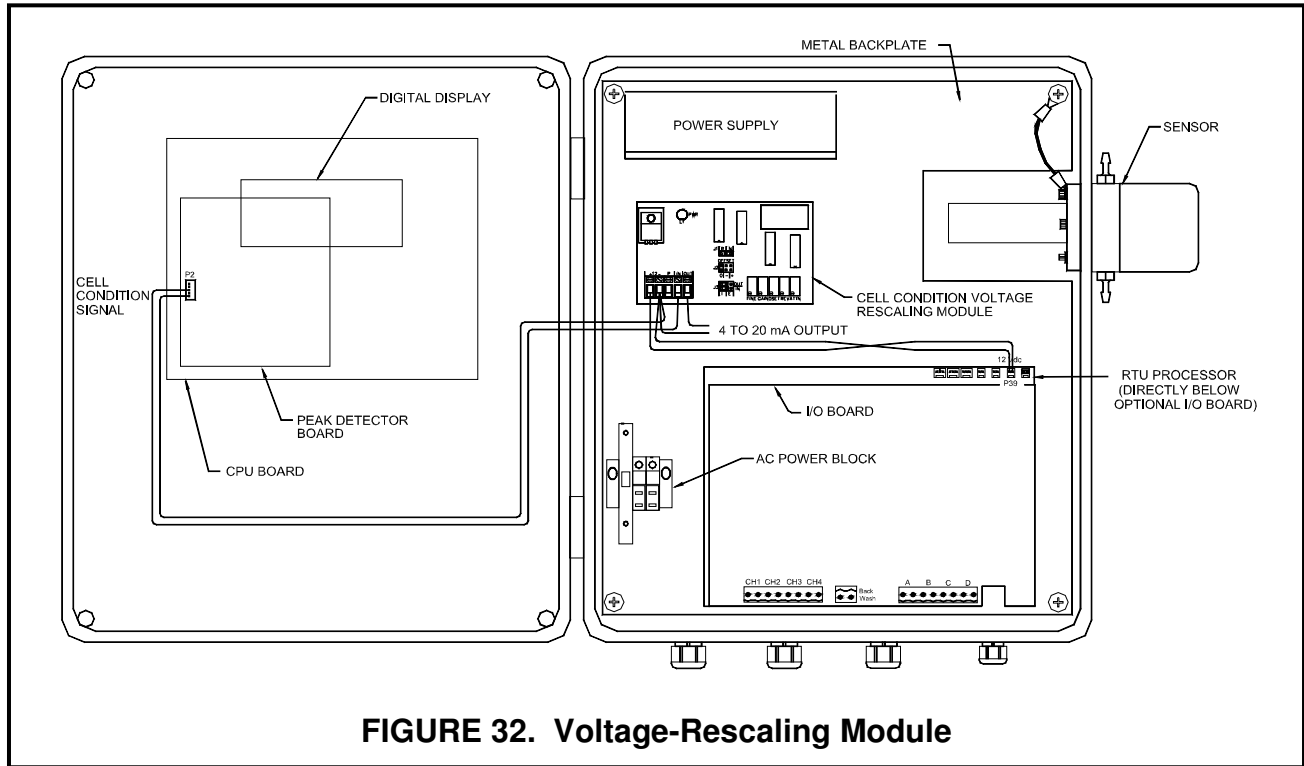 METAL BACKPLATE
DIGITAL DISPLAY
POWER SUPPLY
SENSOR
P2
CELL
CONDITION
SIGNAL
CELL CONDITION VOLTAGE
RESCALING MODULE
4 TO 20 mA OUTPUT
12 Vdc
P39
RTU PROCESSOR
(DIRECTLY BELOW
OPTIONAL I/O BOARD)
I/O BOARD
PEAK DETECTOR
BOARD
CPU BOARD
AC POWER BLOCK
CH1 CH2 CH3 CH4
Back
Wash
A B C D
FIGURE 32. Voltage-Rescaling Module